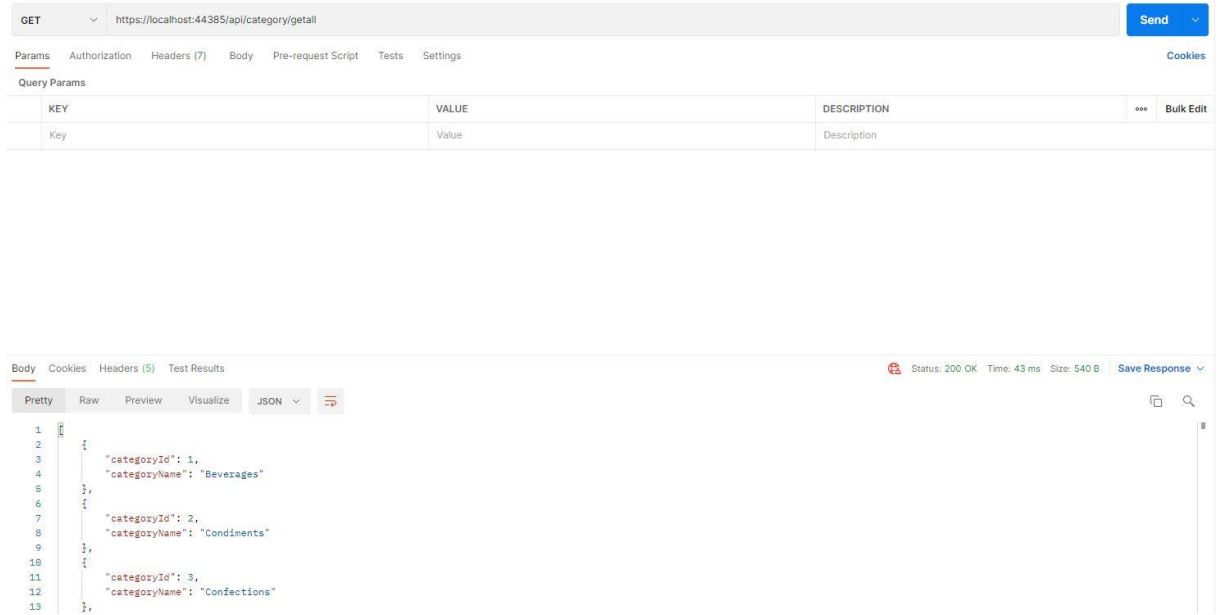 GET https://localhost:44385/api/category/getall Send
Params Authorization Headers (7) Body Pre-request Script Tests Settings Cookies
Query Params
KEY VALUE DESCRIPTION ooo Bulk Edit
Key Value Description
Body Cookies Headers (5) Test Results Status: 200 OK Time: 43 ms Size: 540 B Save Response
Pretty Raw Preview Visualize JSON
1 [
2 {
3 "categoryId": 1,
4 "categoryName": "Beverages"
5 },
6 {
7 "categoryId": 2,
8 "categoryName": "Condiments"
9 },
10 {
11 "categoryId": 3,
12 "categoryName": "Confections"
13 },